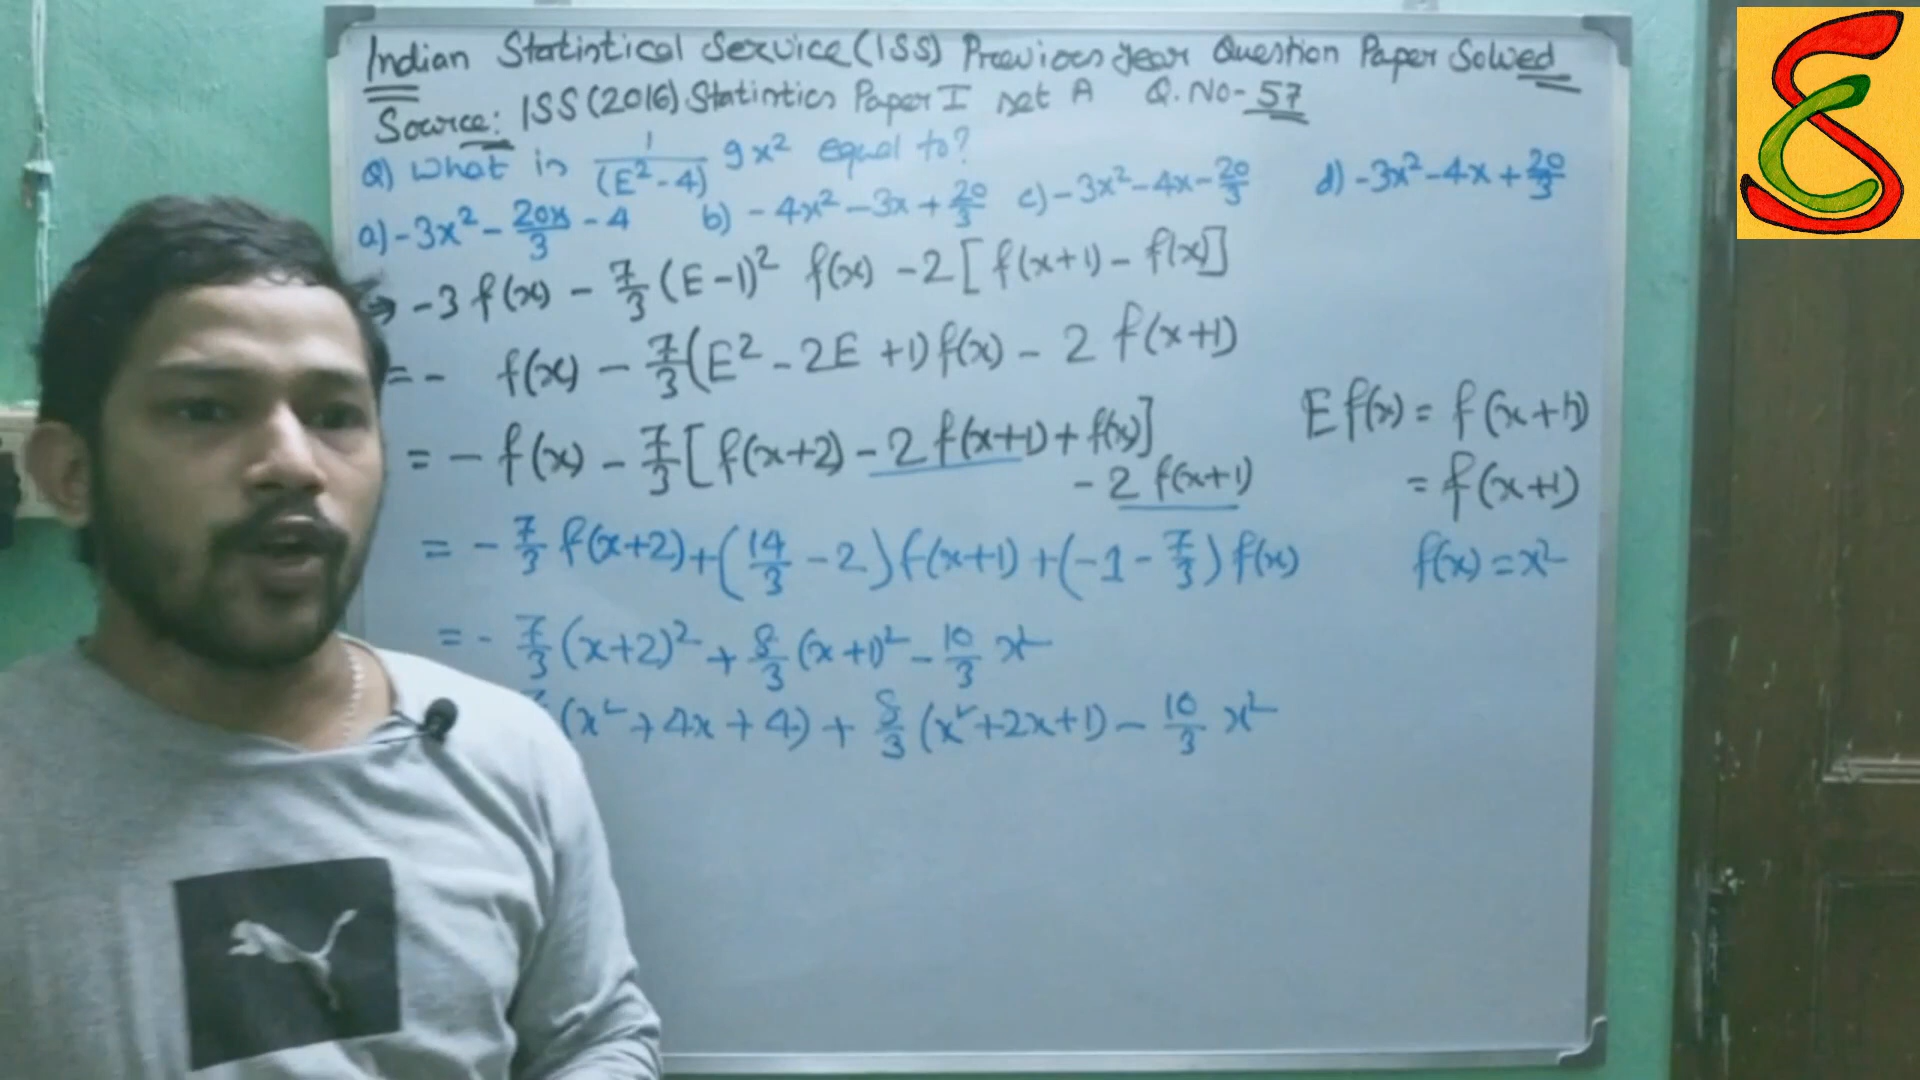 Indian Statistical Service (ISS) Previous year Question Paper Solved
Source: ISS (2016) Statistics Paper I set A Q. No- 57
Q) What is 1/(E² - 4) 9x² equal to?
a) -3x² - 20x/3 - 4 b) -4x² - 3x + 20/3 c) -3x² - 4x - 20/3 d) -3x² - 4x + 20/3
→ -3 f(x) - 7/3 (E-1)² f(x) - 2 [f(x+1) - f(x)]
= - f(x) - 7/3 (E² - 2E + 1) f(x) - 2 f(x+1)
= - f(x) - 7/3 [f(x+2) - 2 f(x+1) + f(x)]
- 2 f(x+1)
= - 7/3 f(x+2) + (14/3 - 2) f(x+1) + (-1 - 7/3) f(x)
= - 7/3 (x+2)² + 8/3 (x+1)² - 10/3 x²
(x² + 4x + 4) + 8/3 (x² + 2x + 1) - 10/3 x²
E f(x) = f(x+h)
= f(x+1)
f(x) = x²